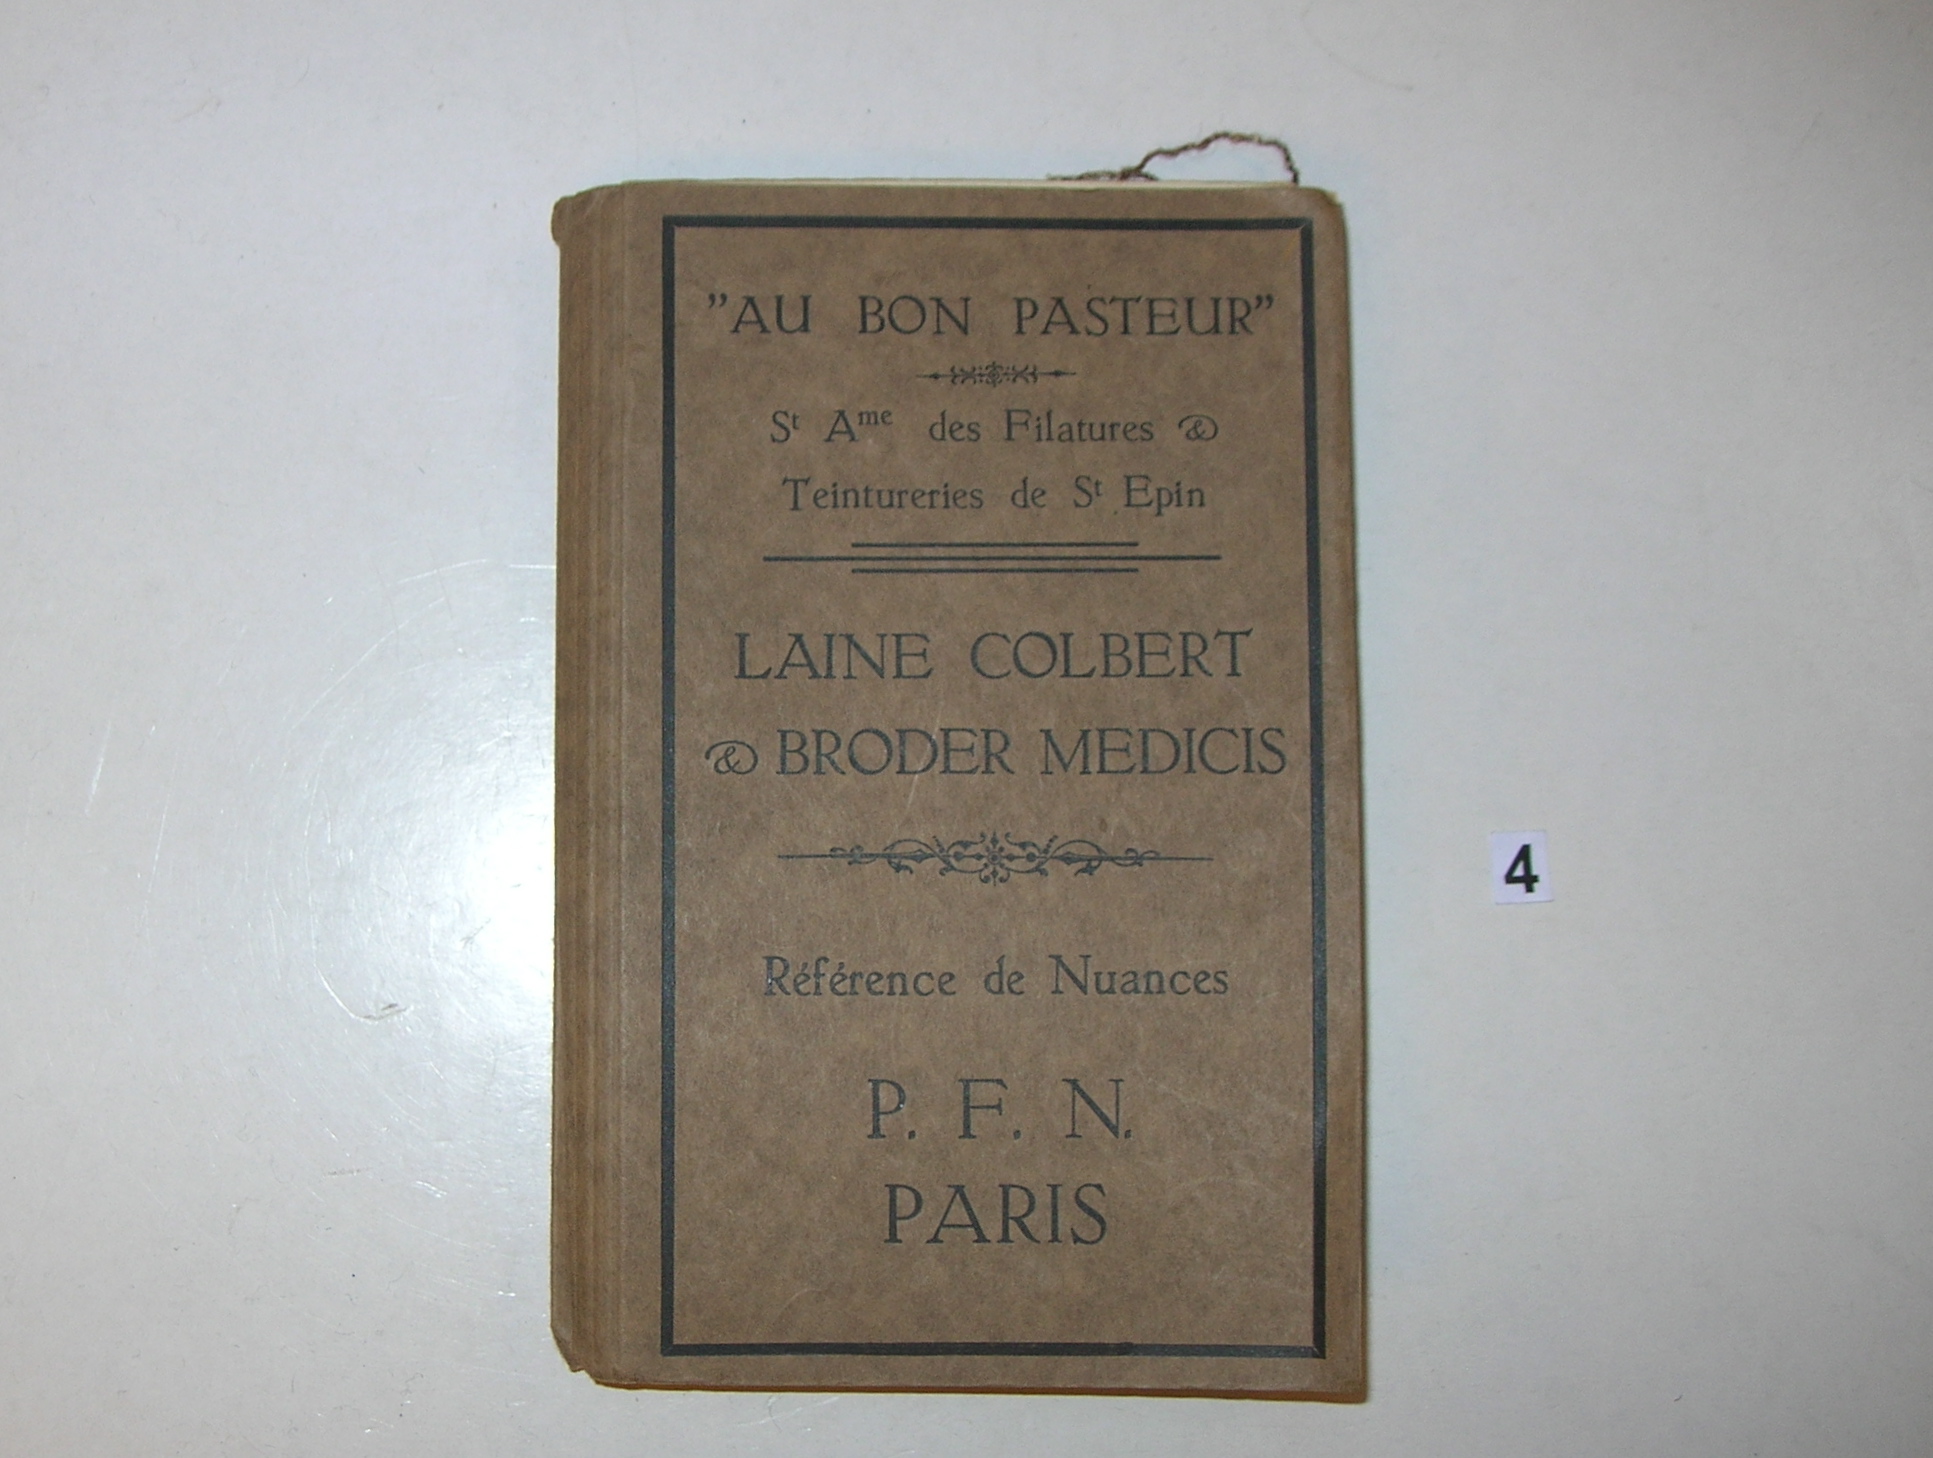 "AU BON PASTEUR"
St Ame des Filatures &
Teintureries de St Epin
LAINE COLBERT
& BRODER MEDICIS
Référence de Nuances
P. F. N.
PARIS
4